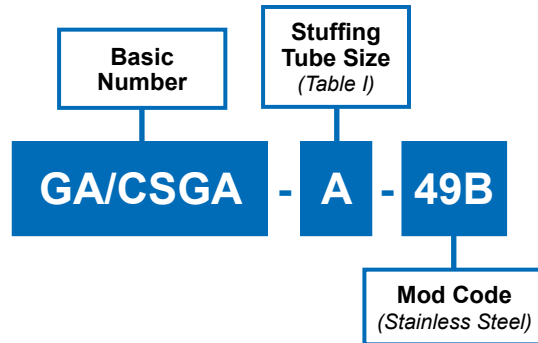 Basic
Number
Stuffing
Tube Size
(Table I)
GA/CSGA - A - 49B
Mod Code
(Stainless Steel)